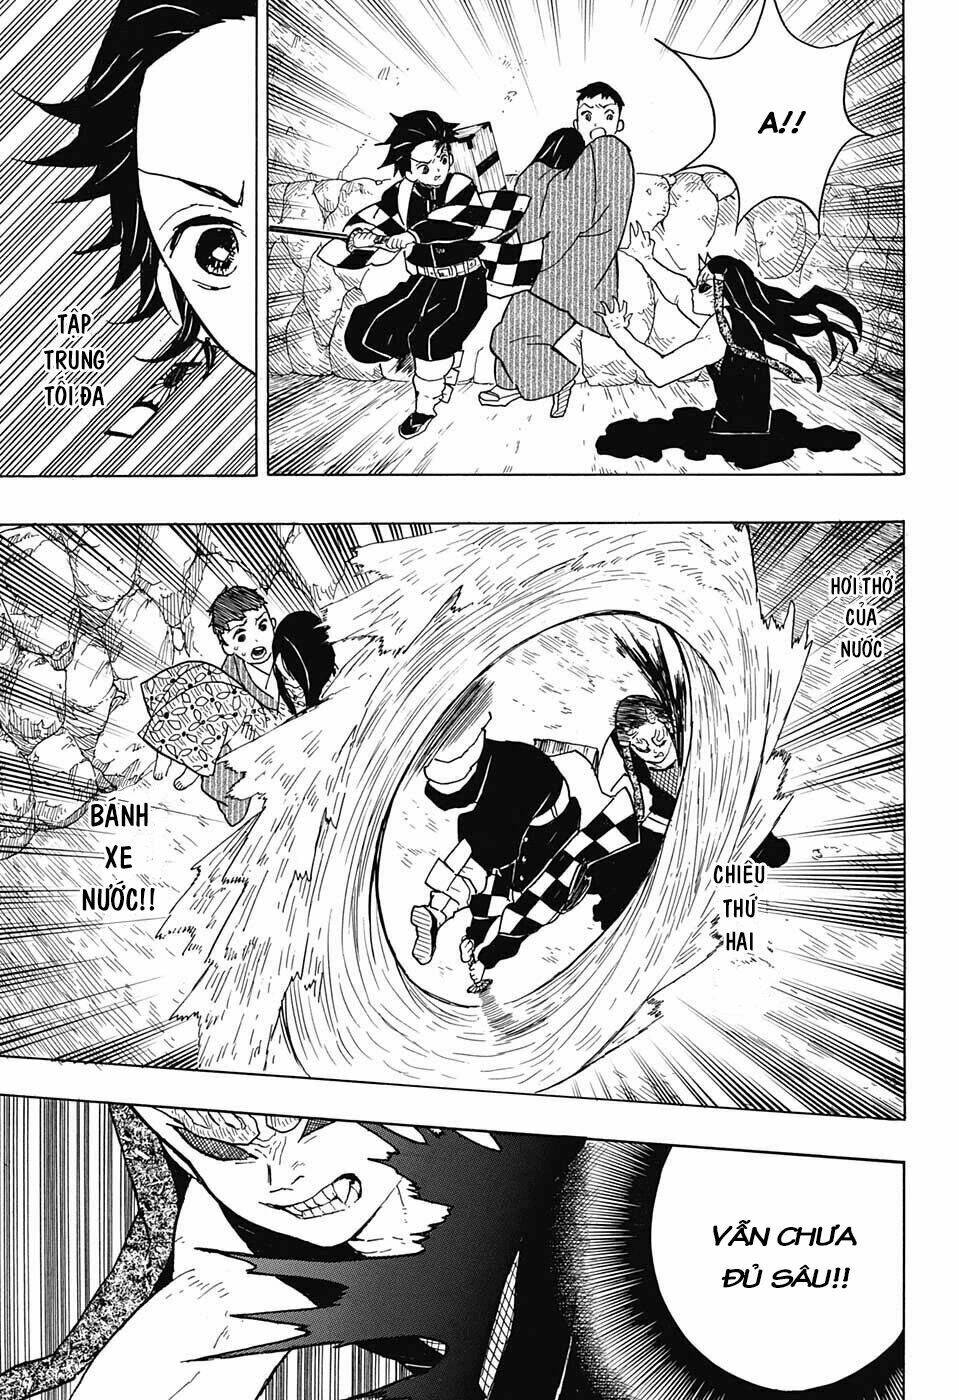 A!!
TẬP
TRUNG
TỐI ĐA
HƠI THỞ
CỦA
NƯỚC
CHIÊU
THỨ
HAI
BÁNH
XE
NƯỚC!!
VẪN CHƯA
ĐỦ SÂU!!